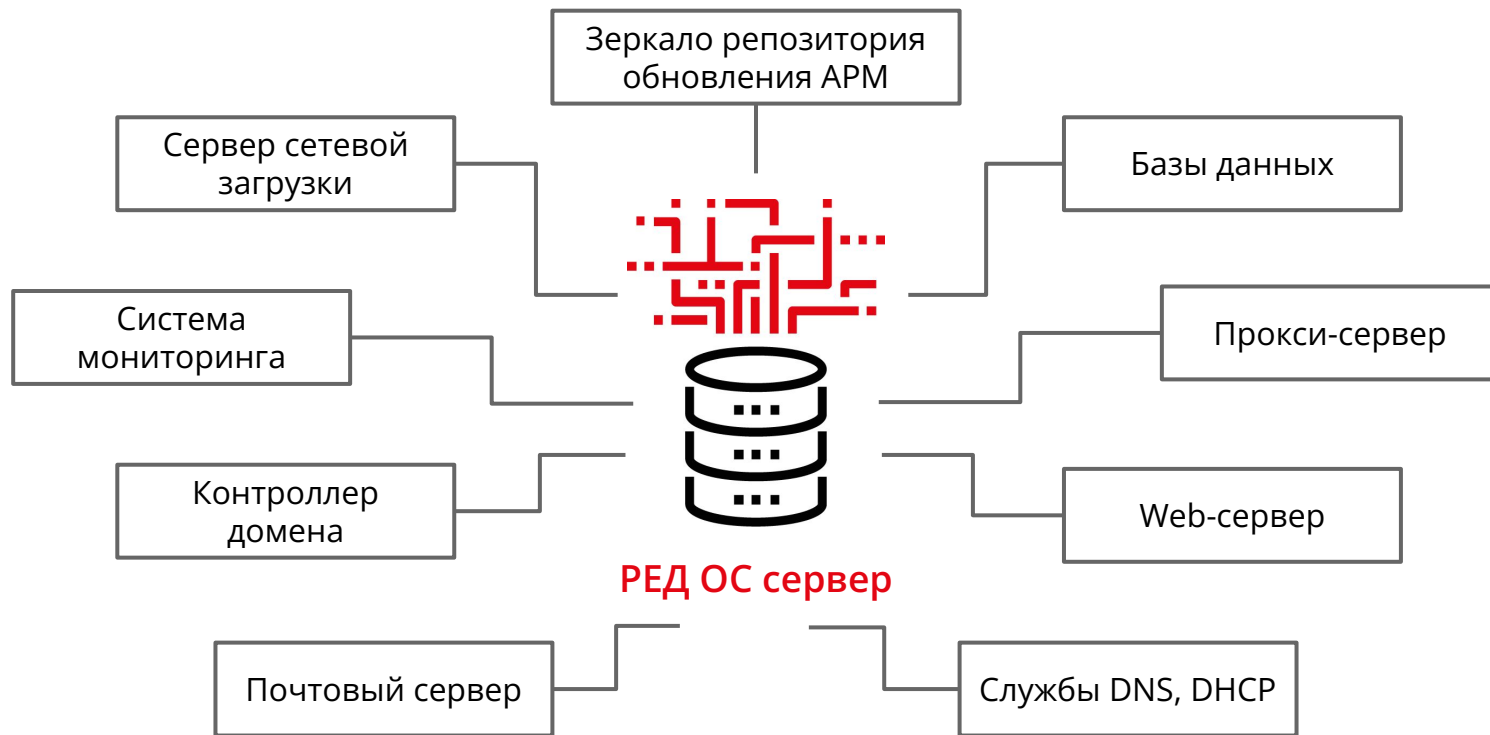 Зеркало репозитория
обновления АРМ
Сервер сетевой
загрузки
Базы данных
Система
мониторинга
Прокси-сервер
Контроллер
домена
Web-сервер
РЕД ОС сервер
Почтовый сервер
Службы DNS, DHCP